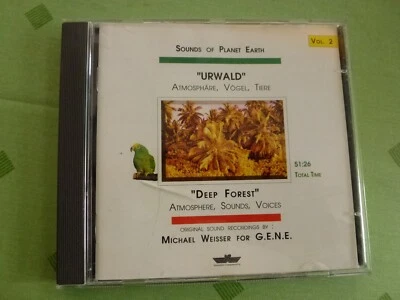 Sounds of Planet Earth
Vol. 2
"URWALD"
Atmosphäre, Vögel, Tiere
51:26
Total Time
"Deep Forest"
Atmosphere, Sounds, Voices
ORIGINAL SOUND RECORDINGS BY :
Michael Weisser for G.E.N.E.